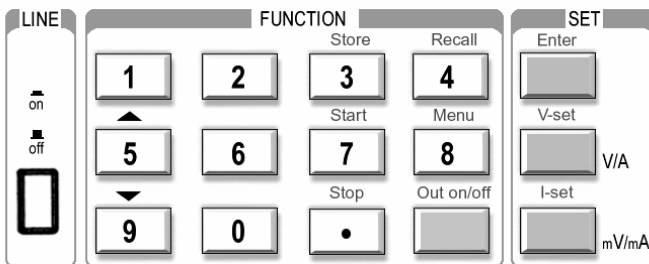 LINE FUNCTION SET
Store Recall Enter
1 2 3 4
on
Start Menu V-set
off
5 6 7 8 V/A
Stop Out on/off I-set
9 0 • mV/mA